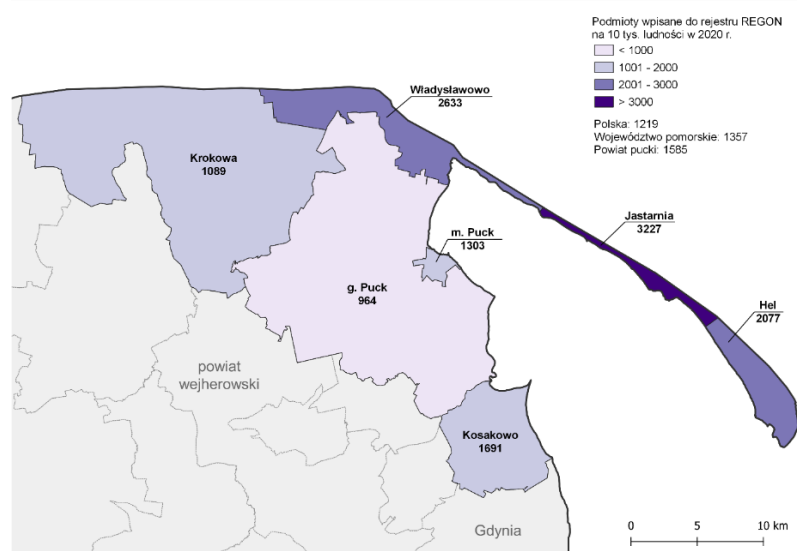 Podmioty wpisane do rejestru REGON
na 10 tys. ludności w 2020 r.
< 1000
1001 - 2000
2001 - 3000
> 3000
Polska: 1219
Województwo pomorskie: 1357
Powiat pucki: 1585
Władysławowo
2633
Krokowa
1089
Jastarnia
3227
m. Puck
1303
g. Puck
964
Hel
2077
powiat
wejherowski
Kosakowo
1691
Gdynia
0 5 10 km